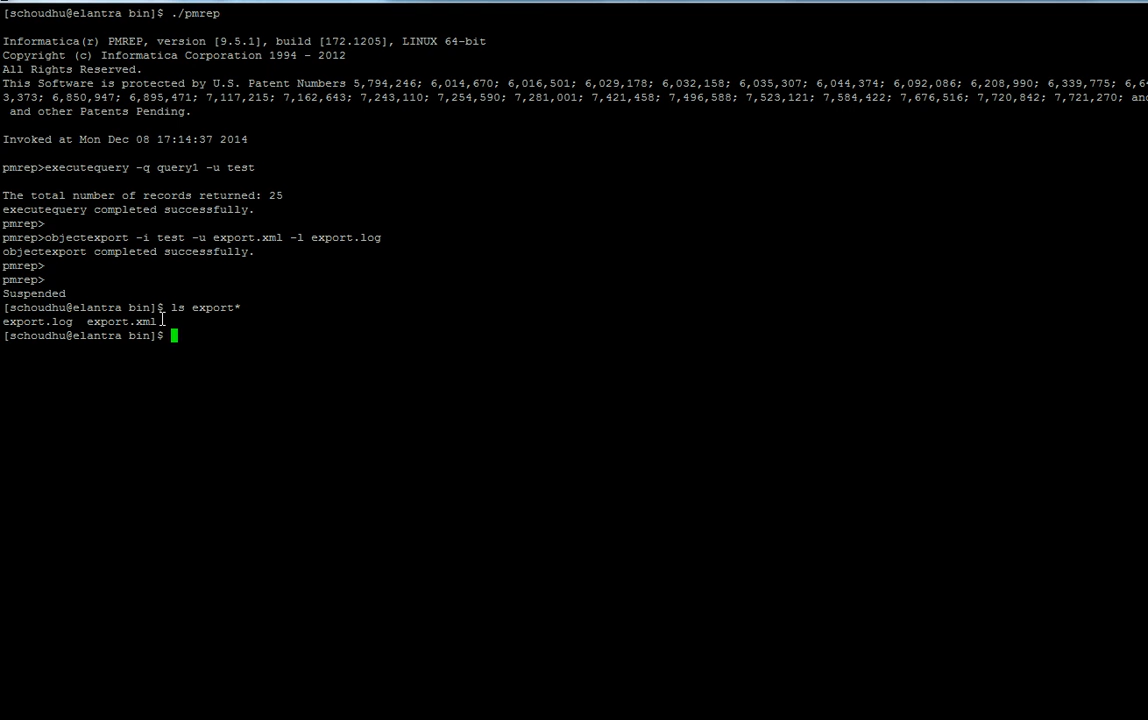 [schoudhu@elantra bin]$ ./pmrep
Informatica(r) PMREP, version [9.5.1], build [172.1205], LINUX 64-bit
Copyright (c) Informatica Corporation 1994 - 2012
All Rights Reserved.
This Software is protected by U.S. Patent Numbers 5,794,246; 6,014,670; 6,016,501; 6,029,178; 6,032,158; 6,035,307; 6,044,374; 6,092,086; 6,208,990; 6,339,775; 6,6
3,373; 6,850,947; 6,895,471; 7,117,215; 7,162,643; 7,243,110; 7,254,590; 7,281,001; 7,421,458; 7,496,588; 7,523,121; 7,584,422; 7,676,516; 7,720,842; 7,721,270; and
and other Patents Pending.
Invoked at Mon Dec 08 17:14:37 2014
pmrep>executequery -q query1 -u test
The total number of records returned: 25
executequery completed successfully.
pmrep>
pmrep>objectexport -i test -u export.xml -l export.log
objectexport completed successfully.
pmrep>
pmrep>
Suspended
[schoudhu@elantra bin]$ ls export*
export.log  export.xml
[schoudhu@elantra bin]$